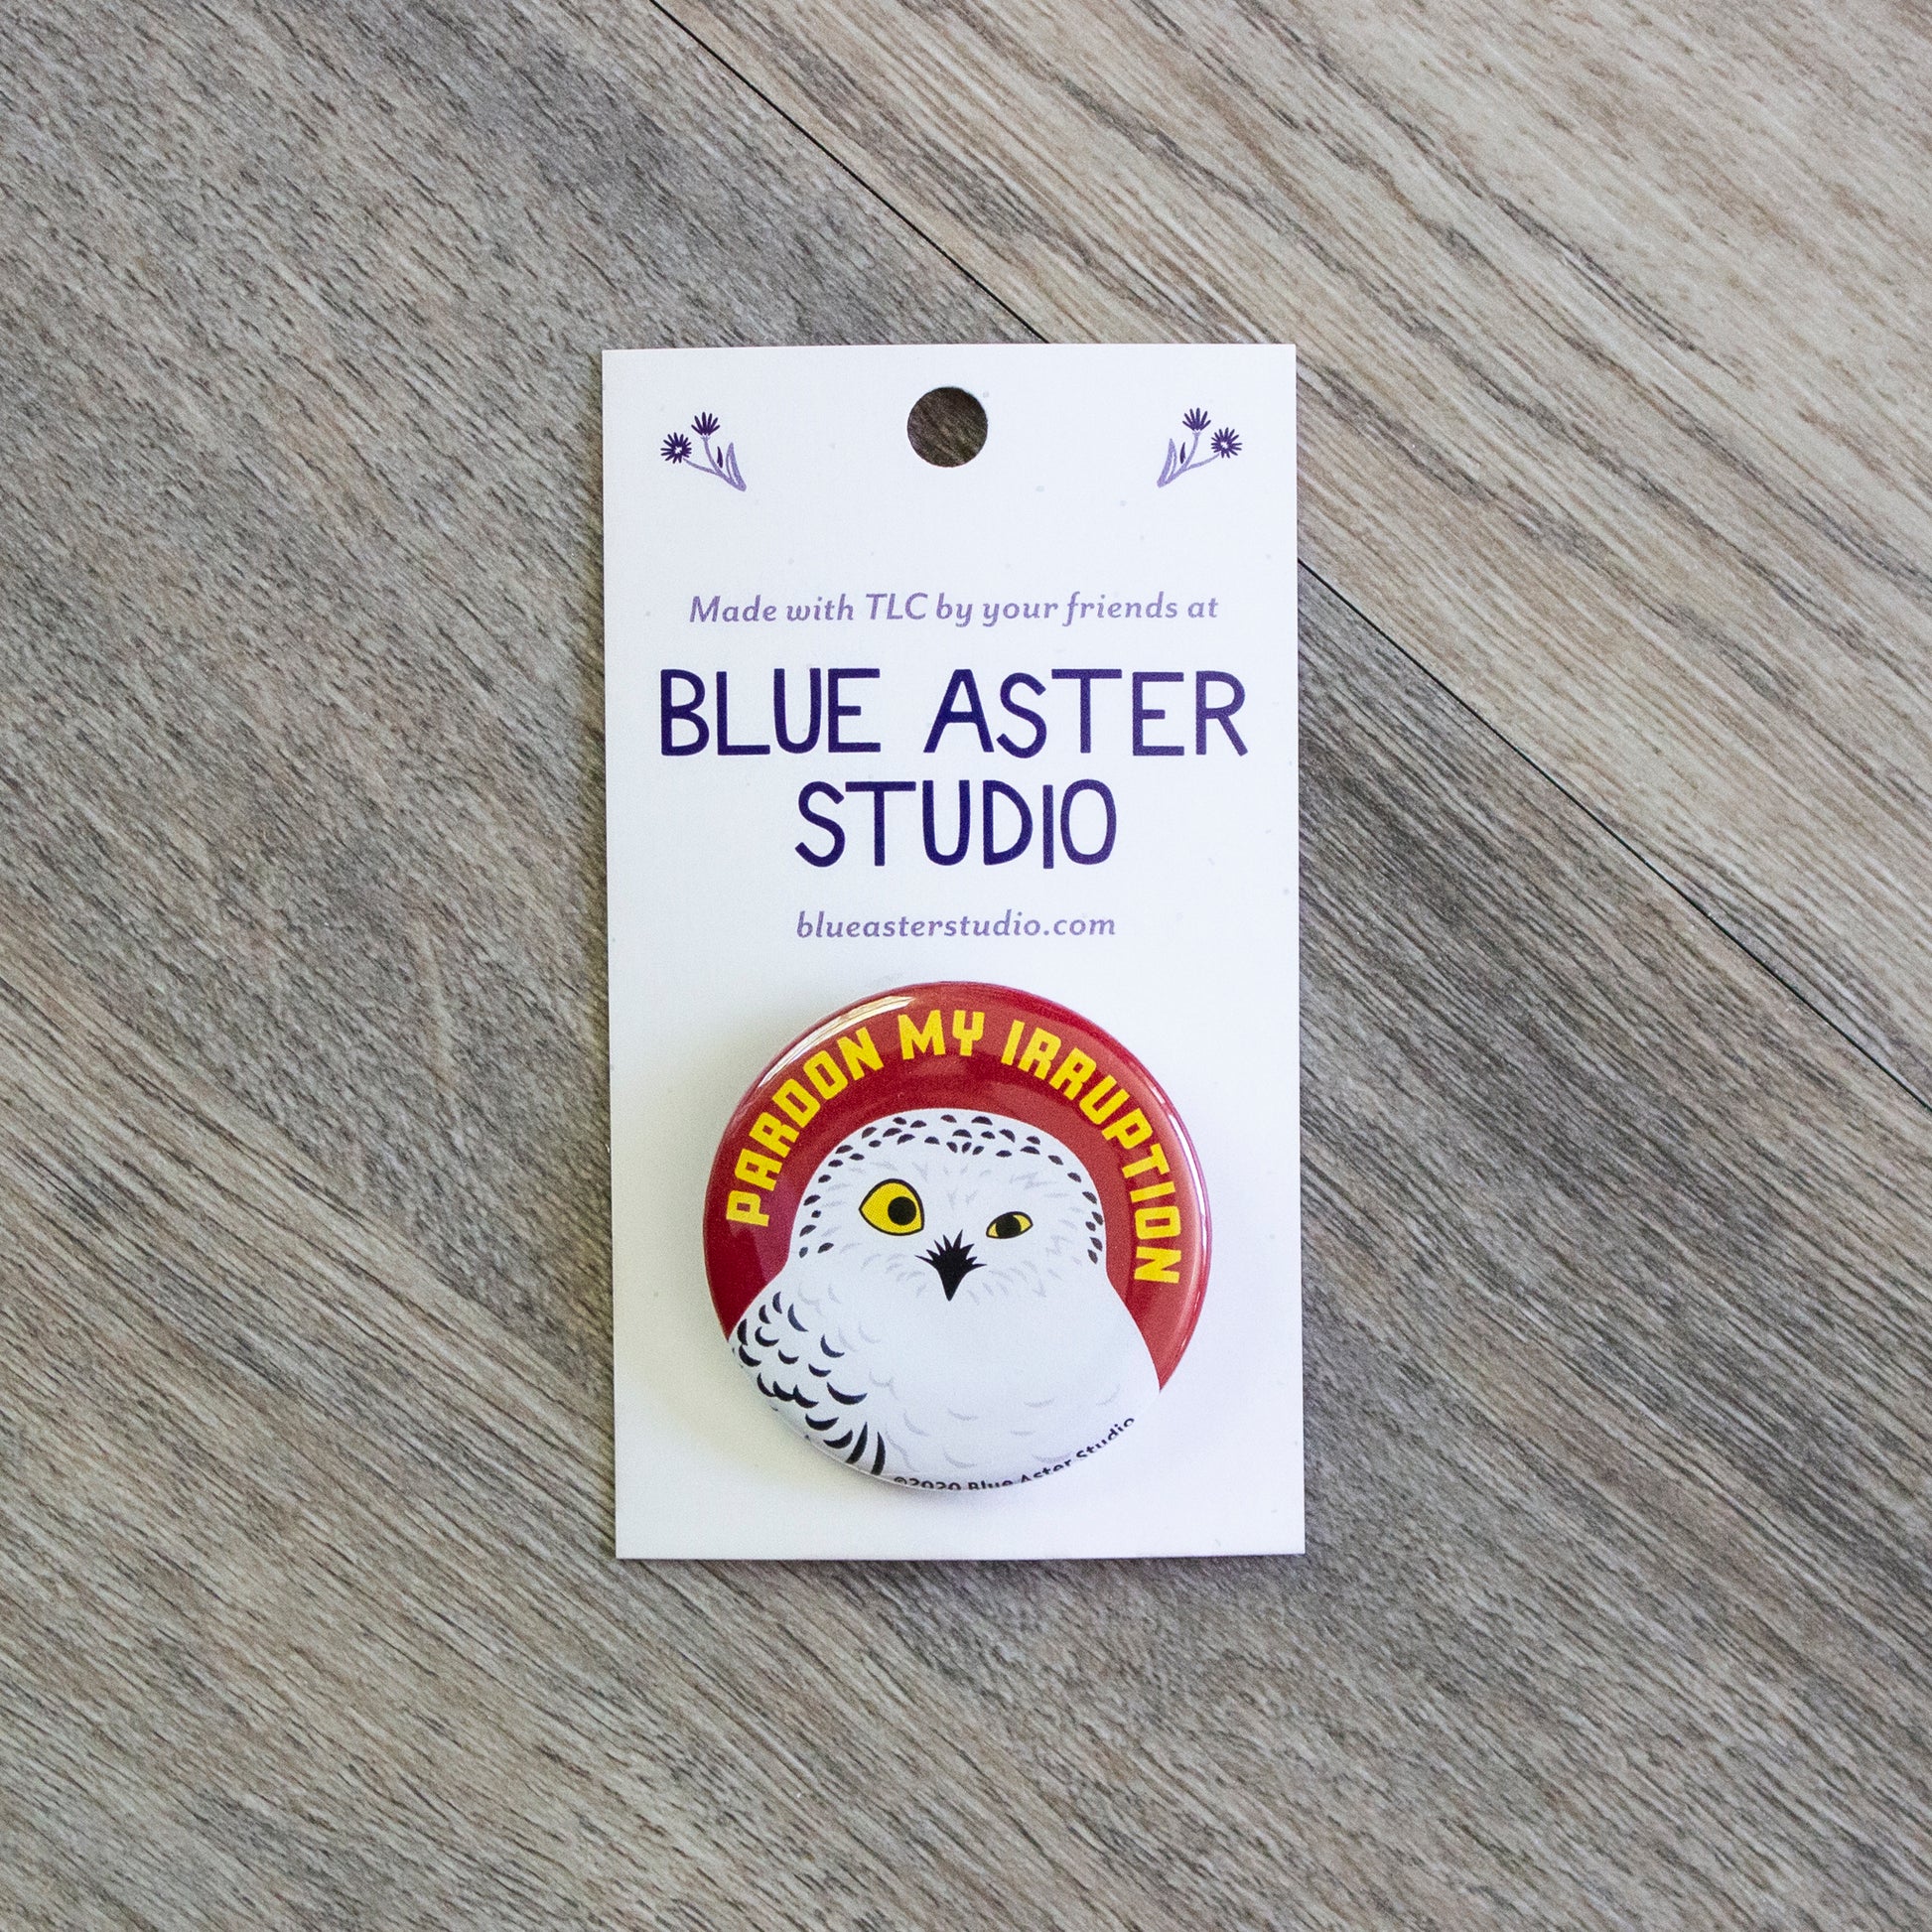 Made with TLC by your friends at
BLUE ASTER
STUDIO
blueasterstudio.com
PARDON MY IRRUPTION
©2020 Blue Aster Studio